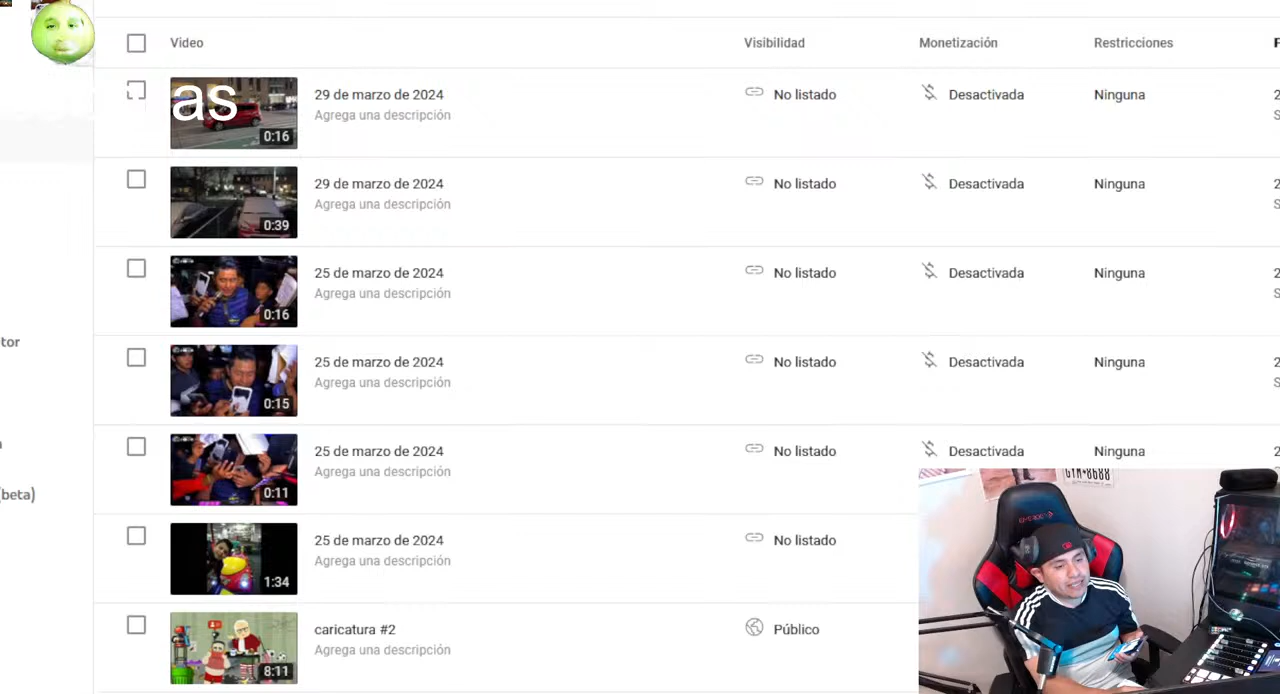 Video Visibilidad Monetización Restricciones F
as
29 de marzo de 2024 No listado Desactivada Ninguna 2
Agrega una descripción S
0:16
29 de marzo de 2024 No listado Desactivada Ninguna 2
Agrega una descripción S
0:39
25 de marzo de 2024 No listado Desactivada Ninguna 2
Agrega una descripción S
0:16
tor
25 de marzo de 2024 No listado Desactivada Ninguna 2
Agrega una descripción S
0:15
25 de marzo de 2024 No listado Desactivada Ninguna 2
Agrega una descripción
0:11
(beta)
25 de marzo de 2024 No listado
Agrega una descripción
1:34
caricatura #2 Público
Agrega una descripción
8:11